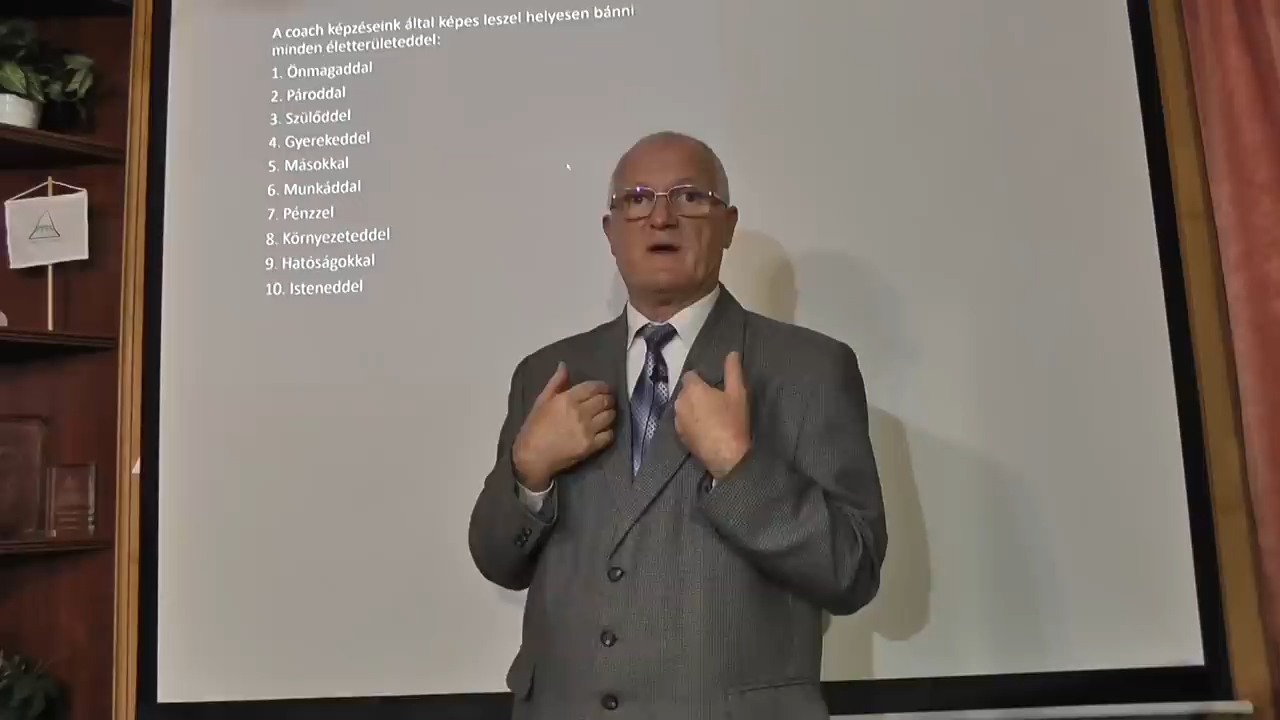 A coach képzéseink által képes leszel helyesen bánni
minden életterületeddel:
1. Önmagaddal
2. Pároddal
3. Szülőddel
4. Gyerekeddel
5. Másokkal
6. Munkáddal
7. Pénzzel
8. Környezeteddel
9. Hatóságokkal
10. Isteneddel